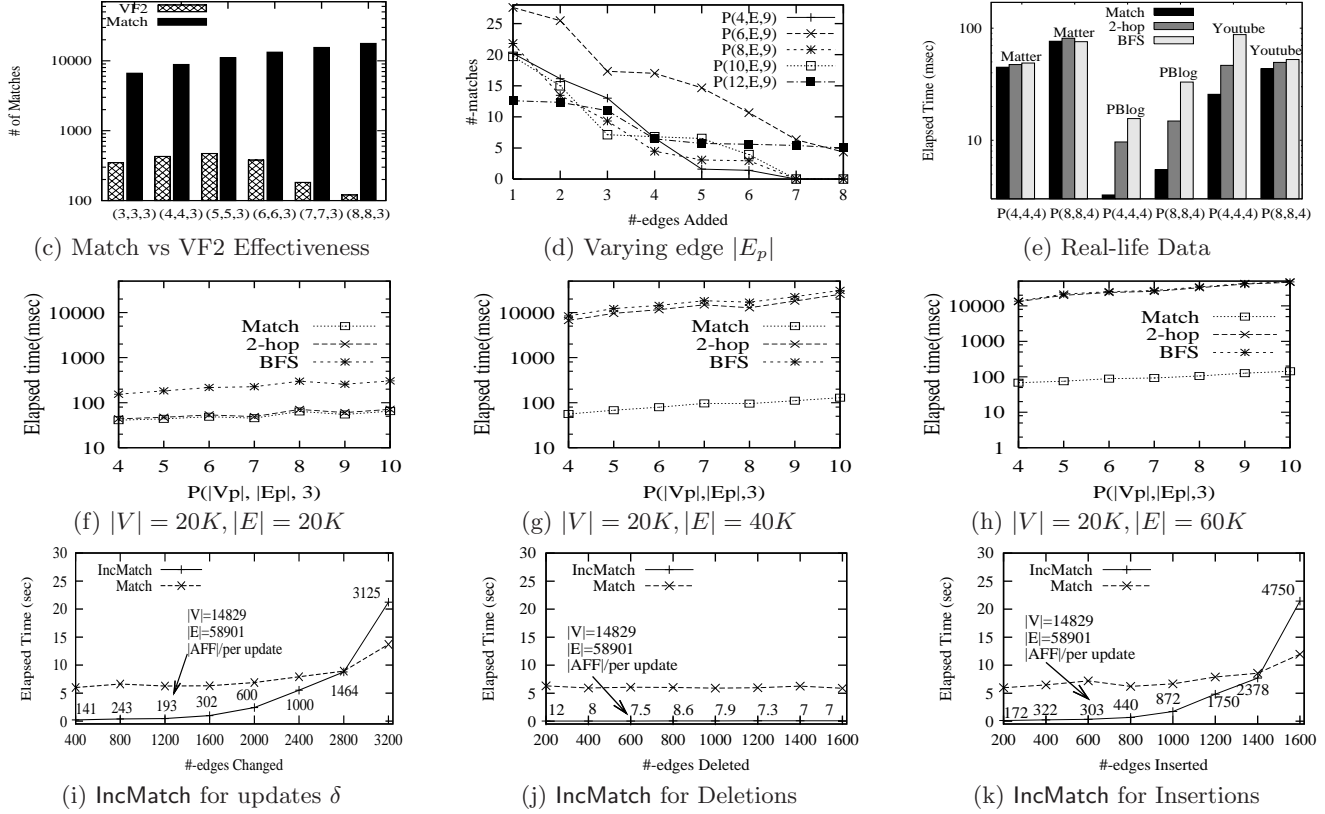 VF2
Match
# of Matches
10000
1000
100
(3,3,3) (4,4,3) (5,5,3) (6,6,3) (7,7,3) (8,8,3)
(c) Match vs VF2 Effectiveness
P(4,E,9)
P(6,E,9)
P(8,E,9)
P(10,E,9)
P(12,E,9)
#-matches
25
20
15
10
5
0
1 2 3 4 5 6 7 8
#-edges Added
(d) Varying edge |E_p|
Match
2-hop
BFS
Elapsed Time (msec)
100
10
Matter Matter PBlog PBlog Youtube Youtube
P(4,4,4) P(8,8,4) P(4,4,4) P(8,8,4) P(4,4,4) P(8,8,4)
(e) Real-life Data
Elapsed time(msec)
10000
1000
100
10
Match
2-hop
BFS
4 5 6 7 8 9 10
P(|Vp|, |Ep|, 3)
(f) |V| = 20K, |E| = 20K
Elapsed time(msec)
10000
1000
100
10
Match
2-hop
BFS
4 5 6 7 8 9 10
P(|Vp|,|Ep|,3)
(g) |V| = 20K, |E| = 40K
Elapsed time(msec)
10000
1000
100
10
1
Match
2-hop
BFS
4 5 6 7 8 9 10
P(|Vp|,|Ep|,3)
(h) |V| = 20K, |E| = 60K
Elapsed Time (sec)
30
25
20
15
10
5
0
IncMatch
Match
|V|=14829
|E|=58901
|AFF|/per update
141 243 193 302 600 1000 1464 3125
400 800 1200 1600 2000 2400 2800 3200
#-edges Changed
(i) IncMatch for updates δ
Elapsed Time (sec)
30
25
20
15
10
5
0
IncMatch
Match
|V|=14829
|E|=58901
|AFF|/per update
12 8 7.5 8.6 7.9 7.3 7 7
200 400 600 800 1000 1200 1400 1600
#-edges Deleted
(j) IncMatch for Deletions
Elapsed Time (sec)
30
25
20
15
10
5
0
IncMatch
Match
|V|=14829
|E|=58901
|AFF|/per update
172 322 303 440 872 1750 2378 4750
200 400 600 800 1000 1200 1400 1600
#-edges Inserted
(k) IncMatch for Insertions